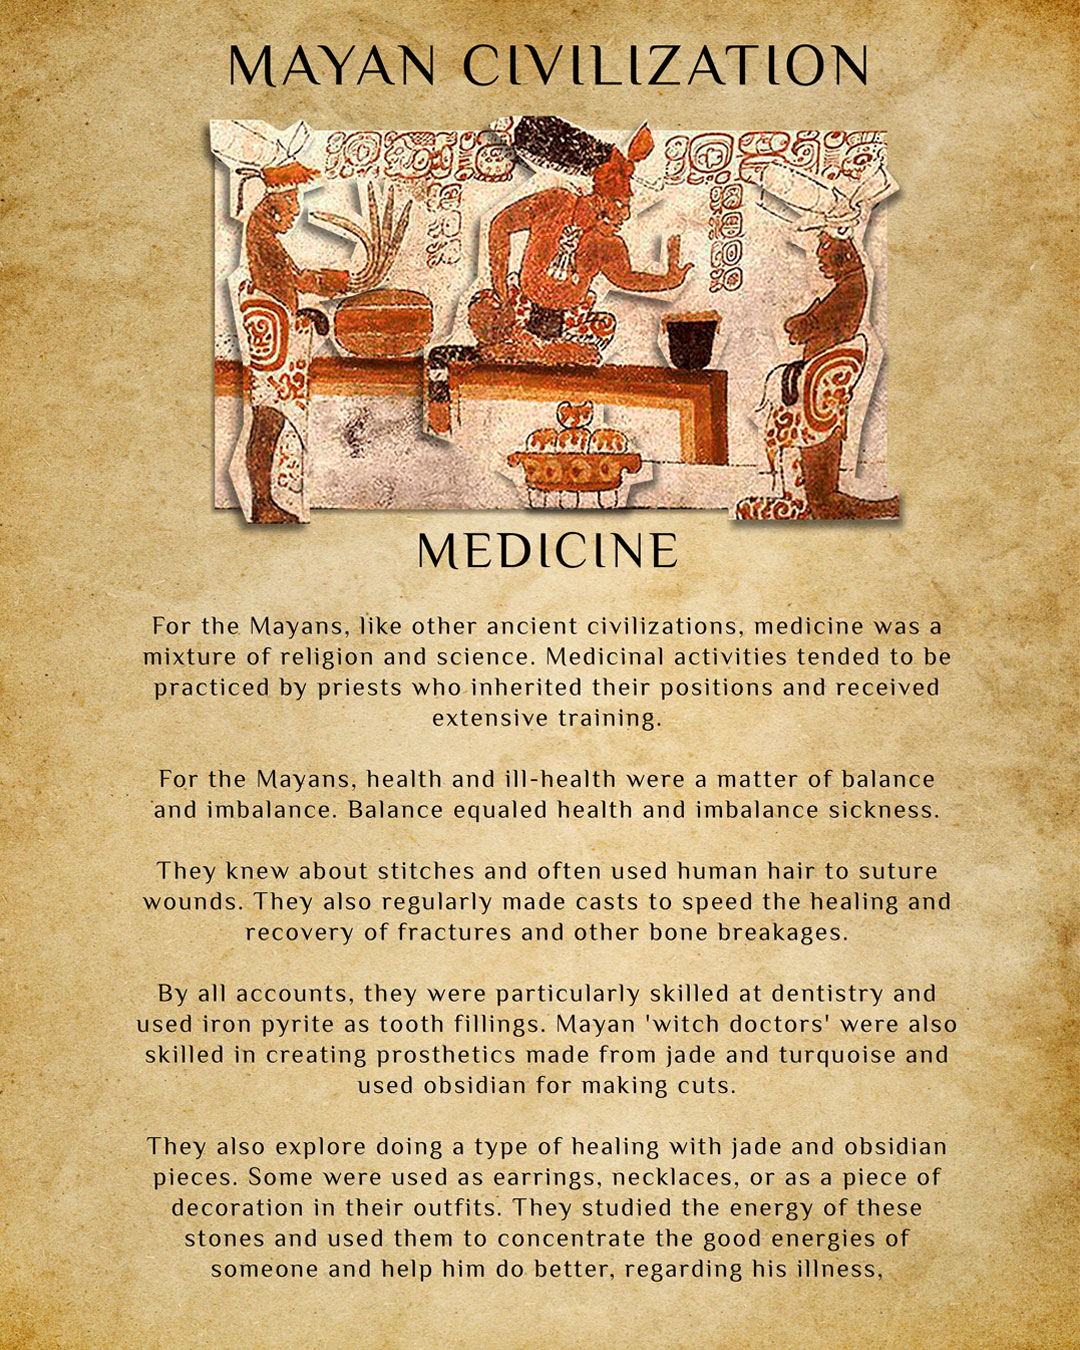 MAYAN CIVILIZATION
MEDICINE
For the Mayans, like other ancient civilizations, medicine was a
mixture of religion and science. Medicinal activities tended to be
practiced by priests who inherited their positions and received
extensive training.
For the Mayans, health and ill-health were a matter of balance
and imbalance. Balance equaled health and imbalance sickness.
They knew about stitches and often used human hair to suture
wounds. They also regularly made casts to speed the healing and
recovery of fractures and other bone breakages.
By all accounts, they were particularly skilled at dentistry and
used iron pyrite as tooth fillings. Mayan 'witch doctors' were also
skilled in creating prosthetics made from jade and turquoise and
used obsidian for making cuts.
They also explore doing a type of healing with jade and obsidian
pieces. Some were used as earrings, necklaces, or as a piece of
decoration in their outfits. They studied the energy of these
stones and used them to concentrate the good energies of
someone and help him do better, regarding his illness,